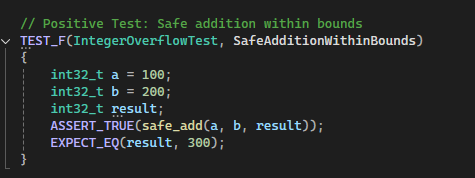 // Positive Test: Safe addition within bounds
TEST_F(IntegerOverflowTest, SafeAdditionWithinBounds)
{
    int32_t a = 100;
    int32_t b = 200;
    int32_t result;
    ASSERT_TRUE(safe_add(a, b, result));
    EXPECT_EQ(result, 300);
}